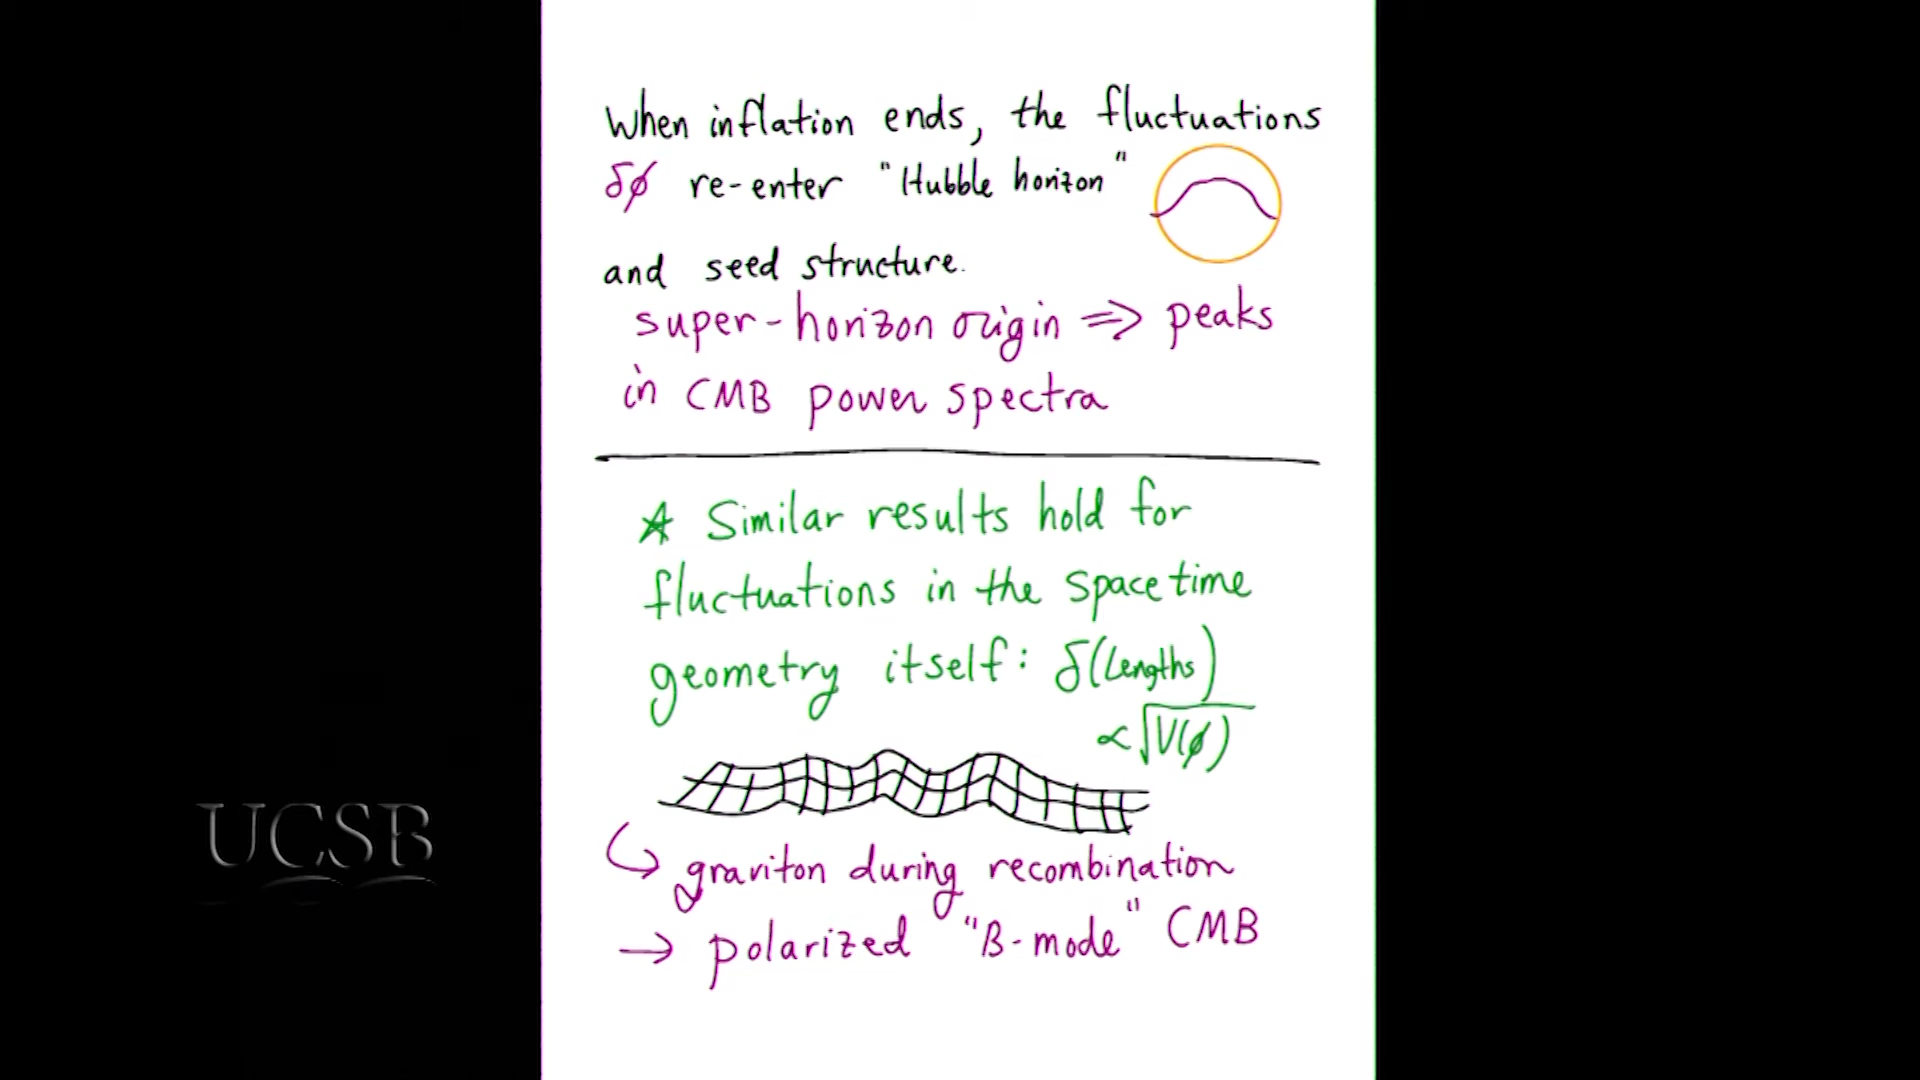 When inflation ends, the fluctuations
δϕ re-enter "Hubble horizon"
and seed structure.
super-horizon origin ⇒ peaks
in CMB power spectra
★ Similar results hold for
fluctuations in the spacetime
geometry itself: δ(Lengths)
∝ √V(ϕ)
↪ graviton during recombination
→ polarized "B-mode" CMB
UCSB